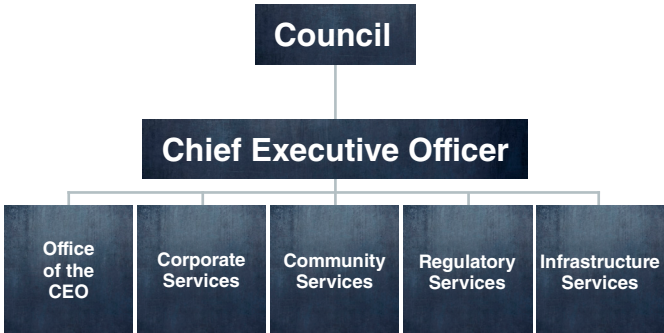 Council
Chief Executive Officer
Office
of the
CEO
Corporate
Services
Community
Services
Regulatory
Services
Infrastructure
Services